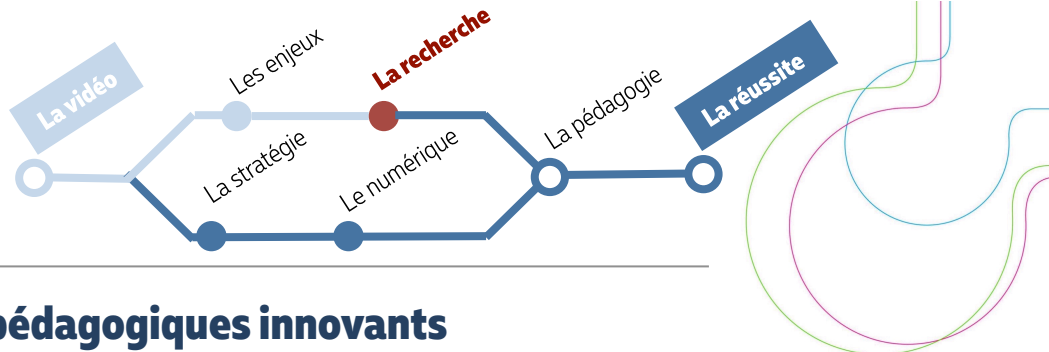 La vidéo
Les enjeux
La recherche
La stratégie
Le numérique
La pédagogie
La réussite
pédagogiques innovants